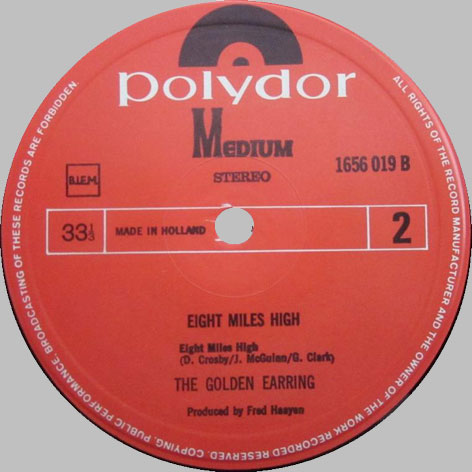 polydor
MEDIUM
STEREO
1656 019 B
B.I.E.M.
33 1/3
MADE IN HOLLAND
2
EIGHT MILES HIGH
Eight Miles High
(D. Crosby/J. McGuinn/G. Clark)
THE GOLDEN EARRING
Produced by Fred Haayen
ALL RIGHTS OF THE RECORD MANUFACTURER AND THE OWNER OF THE WORK RECORDED RESERVED. COPYING, PUBLIC PERFORMANCE, BROADCASTING OF THESE RECORDS ARE FORBIDDEN.